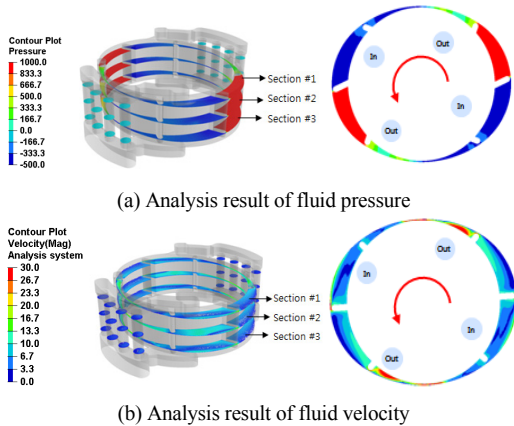 Contour Plot
Pressure
1000.0
833.3
666.7
500.0
333.3
166.7
0.0
-166.7
-333.3
-500.0
Section #1
Section #2
Section #3
In
Out
In
Out
(a) Analysis result of fluid pressure
Contour Plot
Velocity(Mag)
Analysis system
30.0
26.7
23.3
20.0
16.7
13.3
10.0
6.7
3.3
0.0
Section #1
Section #2
Section #3
Out
In
In
Out
(b) Analysis result of fluid velocity